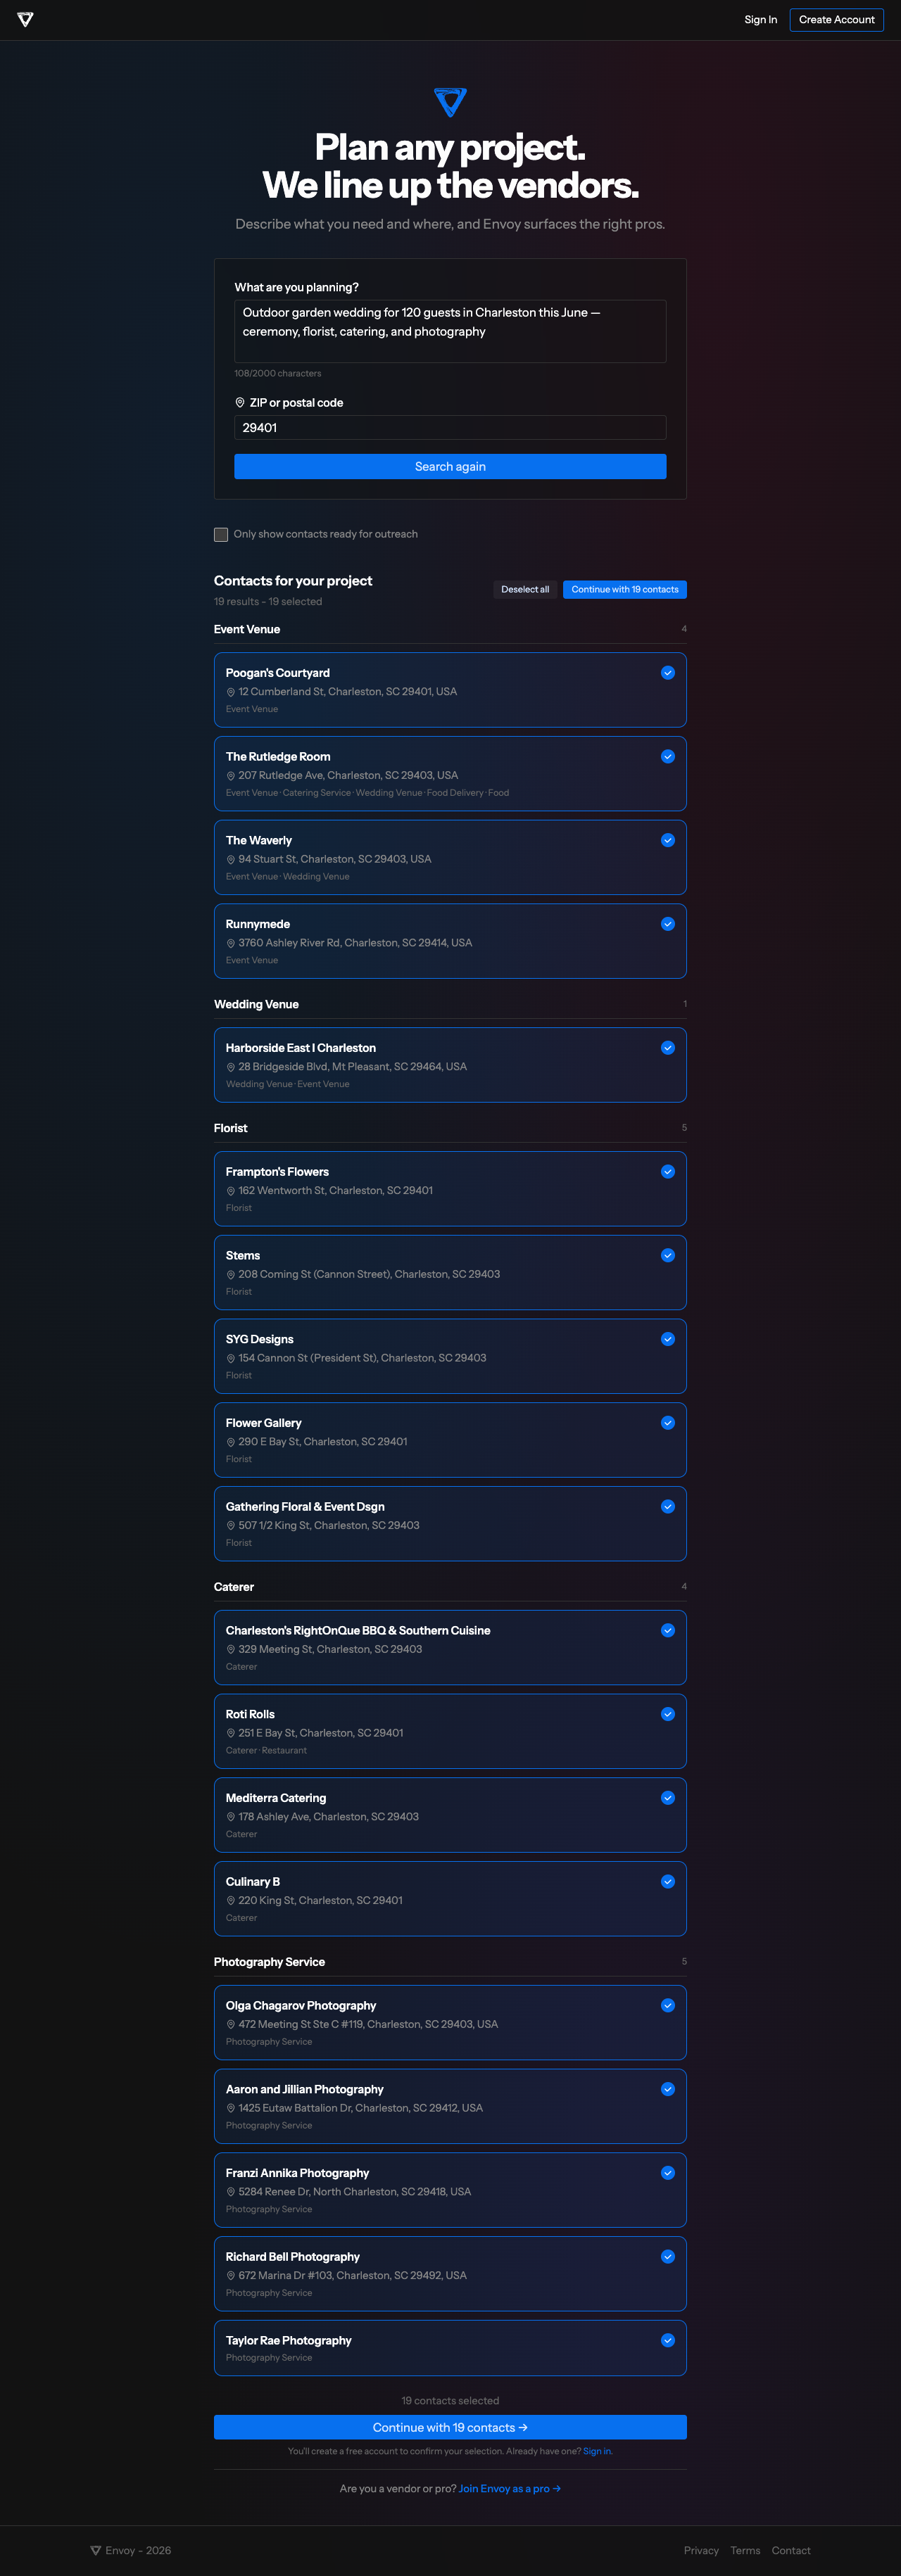 Sign In
Create Account
Plan any project.
We line up the vendors.
Describe what you need and where, and Envoy surfaces the right pros.
What are you planning?
Outdoor garden wedding for 120 guests in Charleston this June —
ceremony, florist, catering, and photography
108/2000 characters
ZIP or postal code
29401
Search again
Only show contacts ready for outreach
Contacts for your project
19 results - 19 selected
Deselect all
Continue with 19 contacts
Event Venue
4
Poogan's Courtyard
12 Cumberland St, Charleston, SC 29401, USA
Event Venue
The Rutledge Room
207 Rutledge Ave, Charleston, SC 29403, USA
Event Venue · Catering Service · Wedding Venue · Food Delivery · Food
The Waverly
94 Stuart St, Charleston, SC 29403, USA
Event Venue · Wedding Venue
Runnymede
3760 Ashley River Rd, Charleston, SC 29414, USA
Event Venue
Wedding Venue
1
Harborside East I Charleston
28 Bridgeside Blvd, Mt Pleasant, SC 29464, USA
Wedding Venue · Event Venue
Florist
5
Frampton's Flowers
162 Wentworth St, Charleston, SC 29401
Florist
Stems
208 Coming St (Cannon Street), Charleston, SC 29403
Florist
SYG Designs
154 Cannon St (President St), Charleston, SC 29403
Florist
Flower Gallery
290 E Bay St, Charleston, SC 29401
Florist
Gathering Floral & Event Dsgn
507 1/2 King St, Charleston, SC 29403
Florist
Caterer
4
Charleston's RightOnQue BBQ & Southern Cuisine
329 Meeting St, Charleston, SC 29403
Caterer
Roti Rolls
251 E Bay St, Charleston, SC 29401
Caterer · Restaurant
Mediterra Catering
178 Ashley Ave, Charleston, SC 29403
Caterer
Culinary B
220 King St, Charleston, SC 29401
Caterer
Photography Service
5
Olga Chagarov Photography
472 Meeting St Ste C #119, Charleston, SC 29403, USA
Photography Service
Aaron and Jillian Photography
1425 Eutaw Battalion Dr, Charleston, SC 29412, USA
Photography Service
Franzi Annika Photography
5284 Renee Dr, North Charleston, SC 29418, USA
Photography Service
Richard Bell Photography
672 Marina Dr #103, Charleston, SC 29492, USA
Photography Service
Taylor Rae Photography
Photography Service
19 contacts selected
Continue with 19 contacts →
You'll create a free account to confirm your selection. Already have one? Sign in.
Are you a vendor or pro? Join Envoy as a pro →
Envoy - 2026
Privacy
Terms
Contact